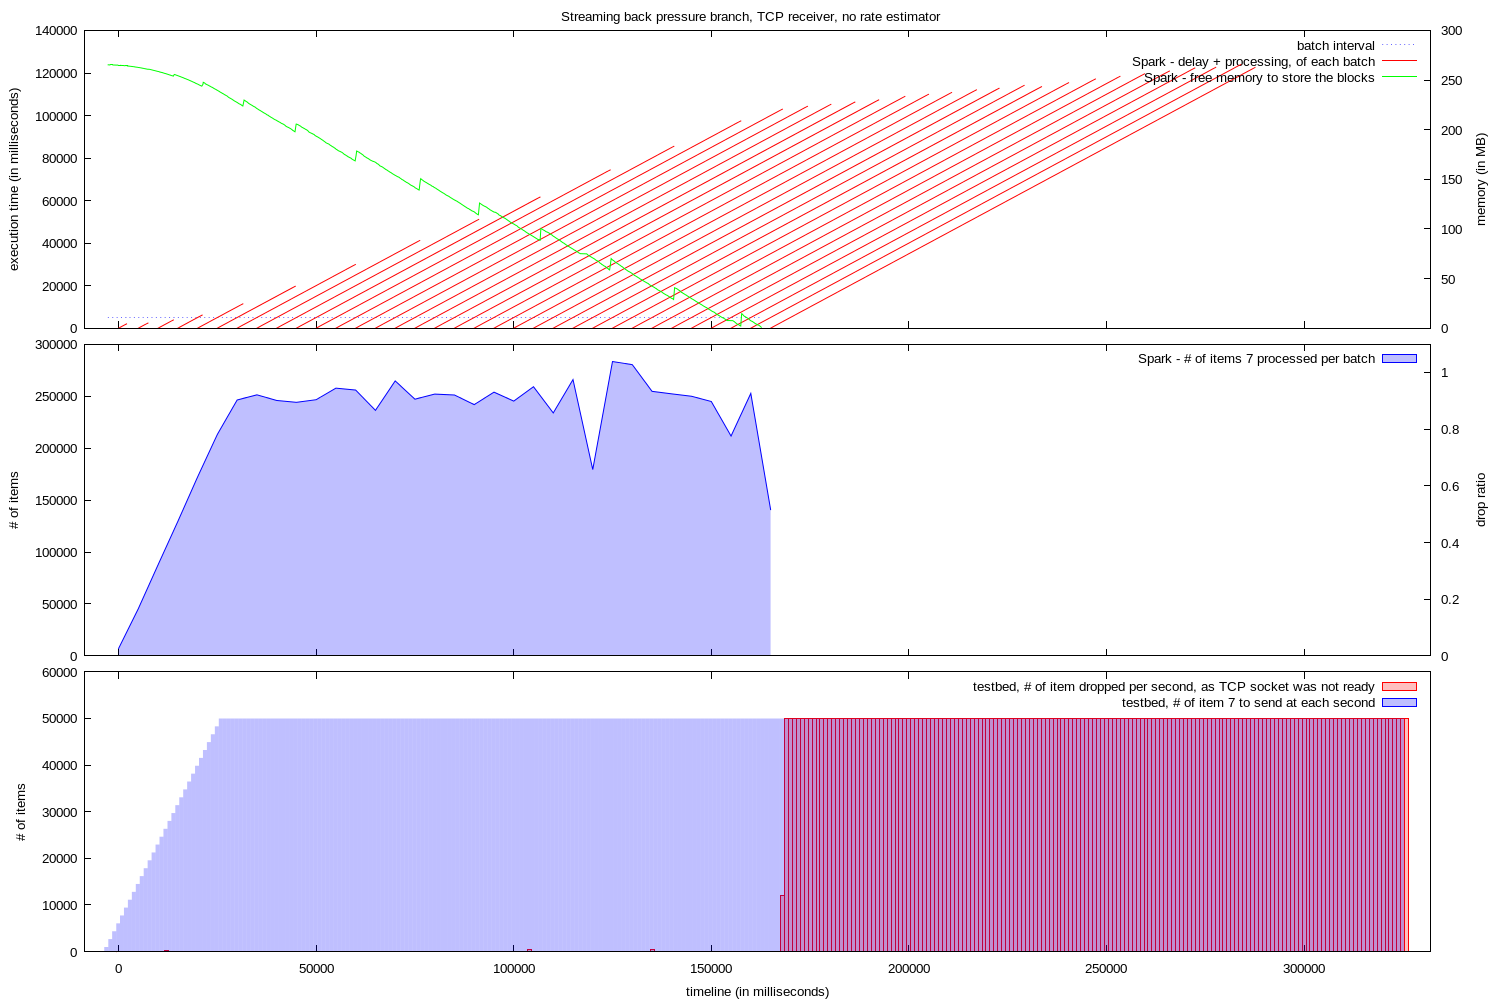 Streaming back pressure branch, TCP receiver, no rate estimator
140000
120000
100000
80000
60000
40000
20000
0
execution time (in milliseconds)
300
250
200
150
100
50
0
memory (in MB)
batch interval
Spark - delay + processing, of each batch
Spark - free memory to store the blocks
300000
250000
200000
150000
100000
50000
0
# of items
1
0.8
0.6
0.4
0.2
0
drop ratio
Spark - # of items 7 processed per batch
60000
50000
40000
30000
20000
10000
0
# of items
testbed, # of item dropped per second, as TCP socket was not ready
testbed, # of item 7 to send at each second
0 50000 100000 150000 200000 250000 300000
timeline (in milliseconds)